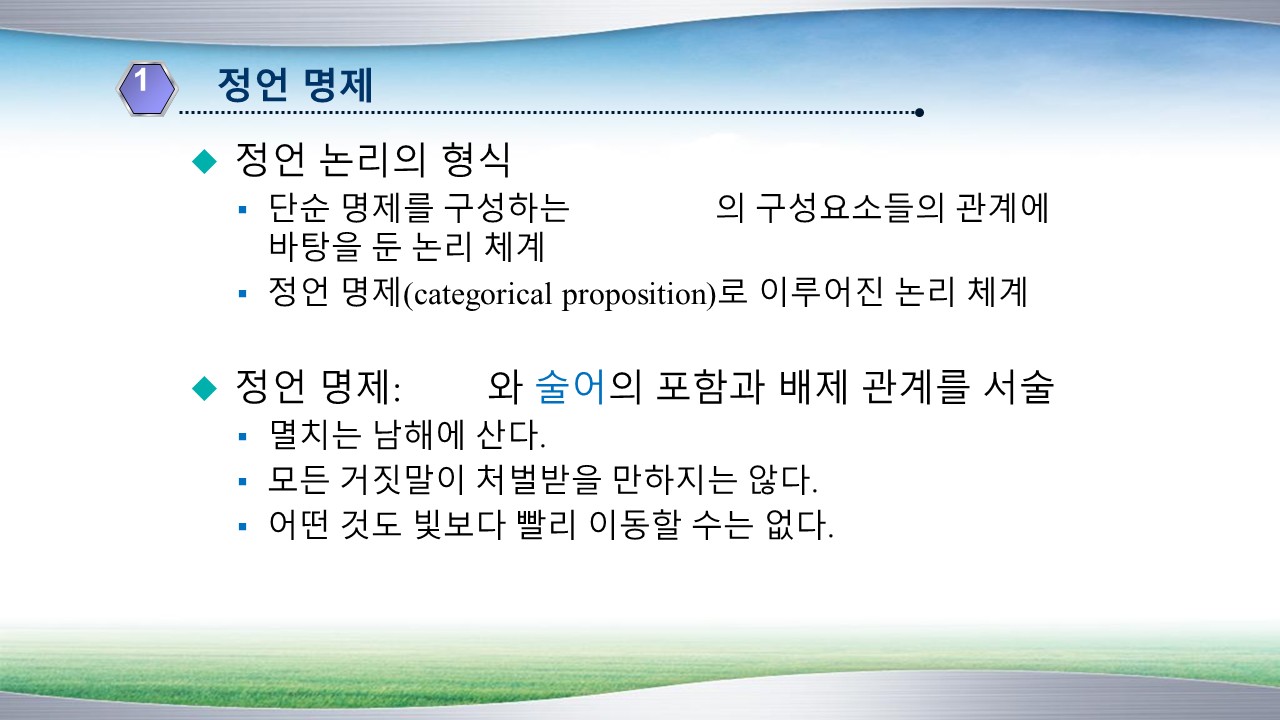 1 정언 명제
정언 논리의 형식
단순 명제를 구성하는 의 구성요소들의 관계에
바탕을 둔 논리 체계
정언 명제(categorical proposition)로 이루어진 논리 체계
정언 명제: 와 술어의 포함과 배제 관계를 서술
멸치는 남해에 산다.
모든 거짓말이 처벌받을 만하지는 않다.
어떤 것도 빛보다 빨리 이동할 수는 없다.